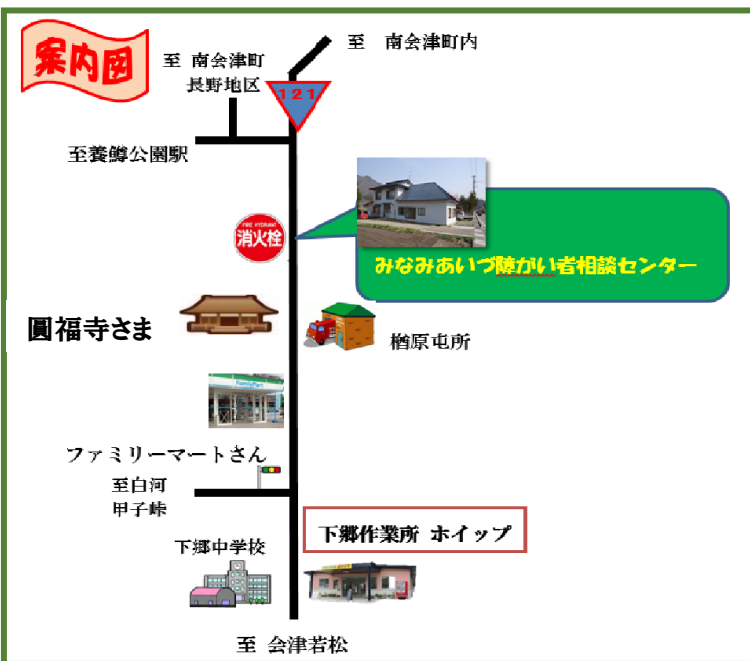 案内図
至 南会津町内
至 南会津町
長野地区
121
至養鱒公園駅
FIRE HYDRANT
消火栓
みなみあいづ障がい者相談センター
圓福寺さま
楢原屯所
FamilyMart
ファミリーマートさん
至白河
甲子峠
下郷作業所 ホイップ
下郷中学校
至 会津若松